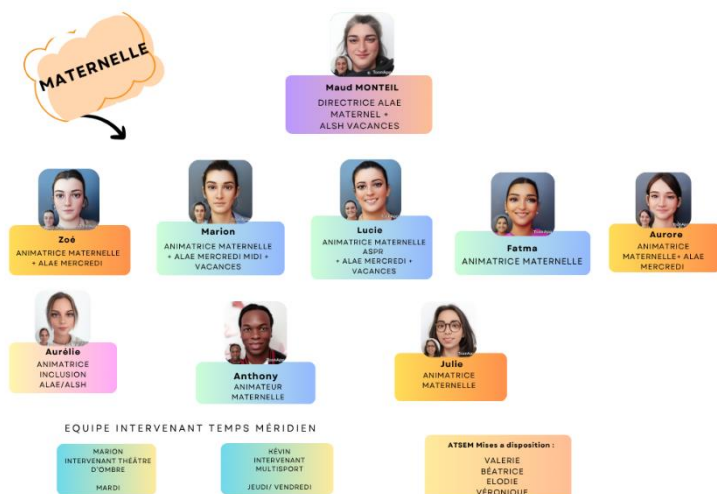 MATERNELLE
Maud MONTEIL
DIRECTRICE ALAE
MATERNEL +
ALSH VACANCES
Zoé
ANIMATRICE MATERNELLE
+ ALAE MERCREDI
Marion
ANIMATRICE MATERNELLE
+ ALAE MERCREDI MIDI +
VACANCES
Lucie
ANIMATRICE MATERNELLE
ASPR
+ ALAE MERCREDI +
VACANCES
Fatma
ANIMATRICE MATERNELLE
Aurore
ANIMATRICE
MATERNELLE+ ALAE
MERCREDI
Aurélie
ANIMATRICE
INCLUSION
ALAE/ALSH
Anthony
ANIMATEUR
MATERNELLE
Julie
ANIMATRICE
MATERNELLE
EQUIPE INTERVENANT TEMPS MÉRIDIEN
MARION
INTERVENANT THÉÂTRE
D'OMBRE
MARDI
KÉVIN
INTERVENANT
MULTISPORT
JEUDI/ VENDREDI
ATSEM Mises a disposition :
VALERIE
BÉATRICE
ELODIE
VÉRONIQUE